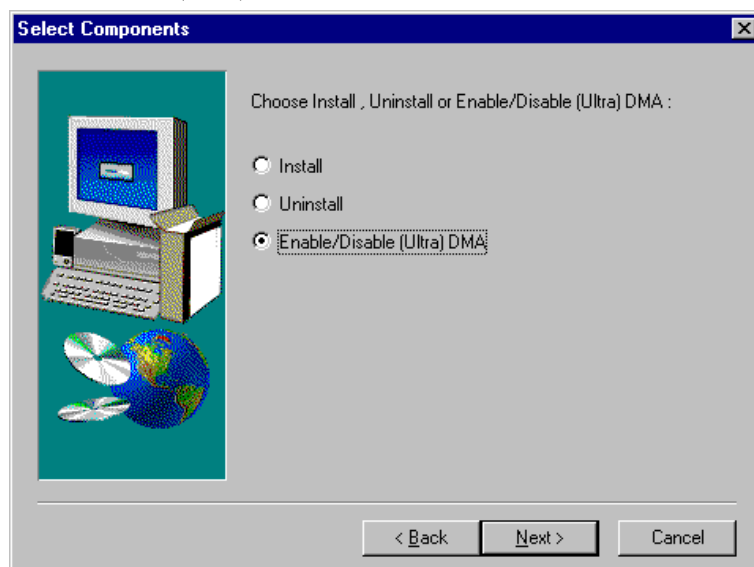 Select Components
Choose Install , Uninstall or Enable/Disable (Ultra) DMA :
Install
Uninstall
Enable/Disable (Ultra) DMA
< Back
Next >
Cancel